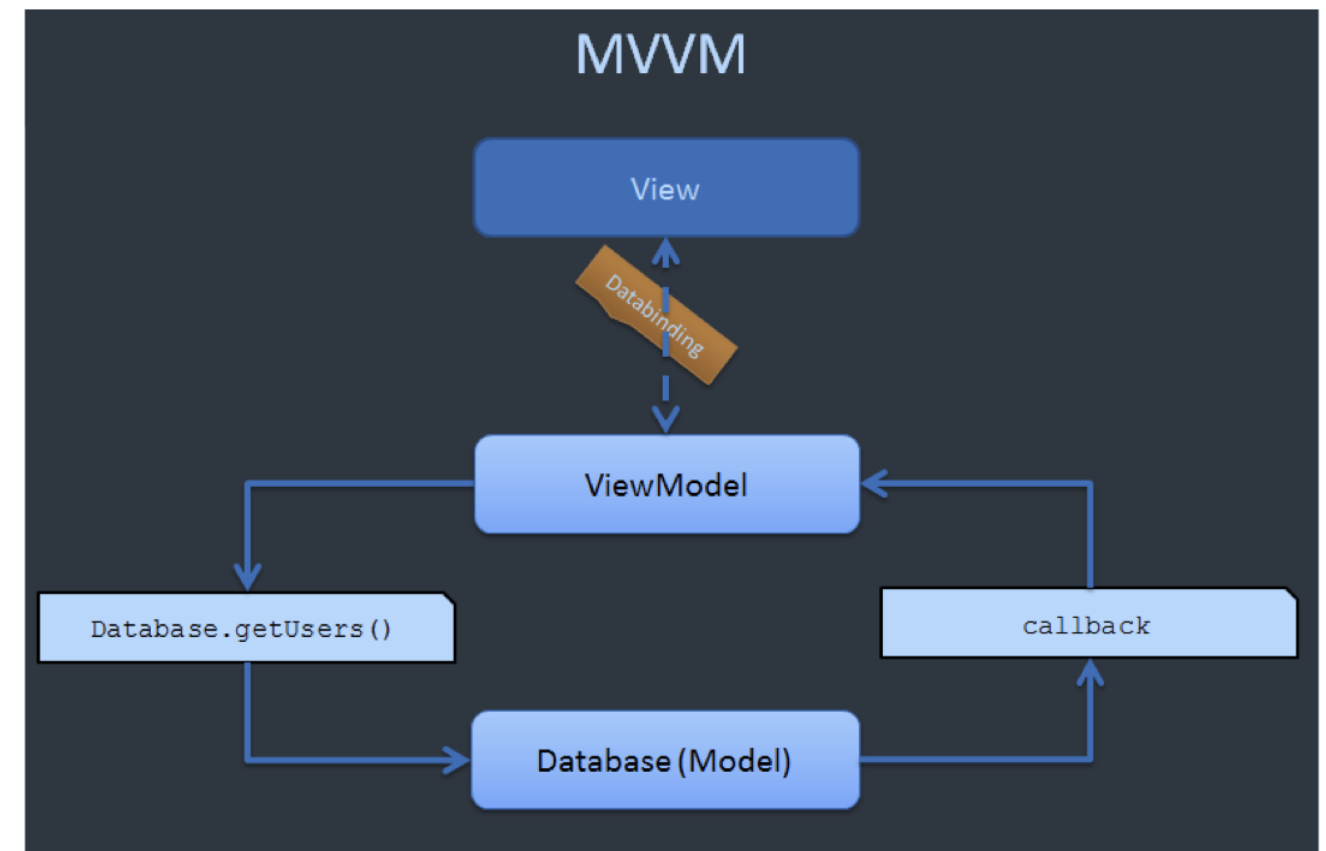 MVVM
View
Databinding
ViewModel
Database.getUsers()
callback
Database (Model)